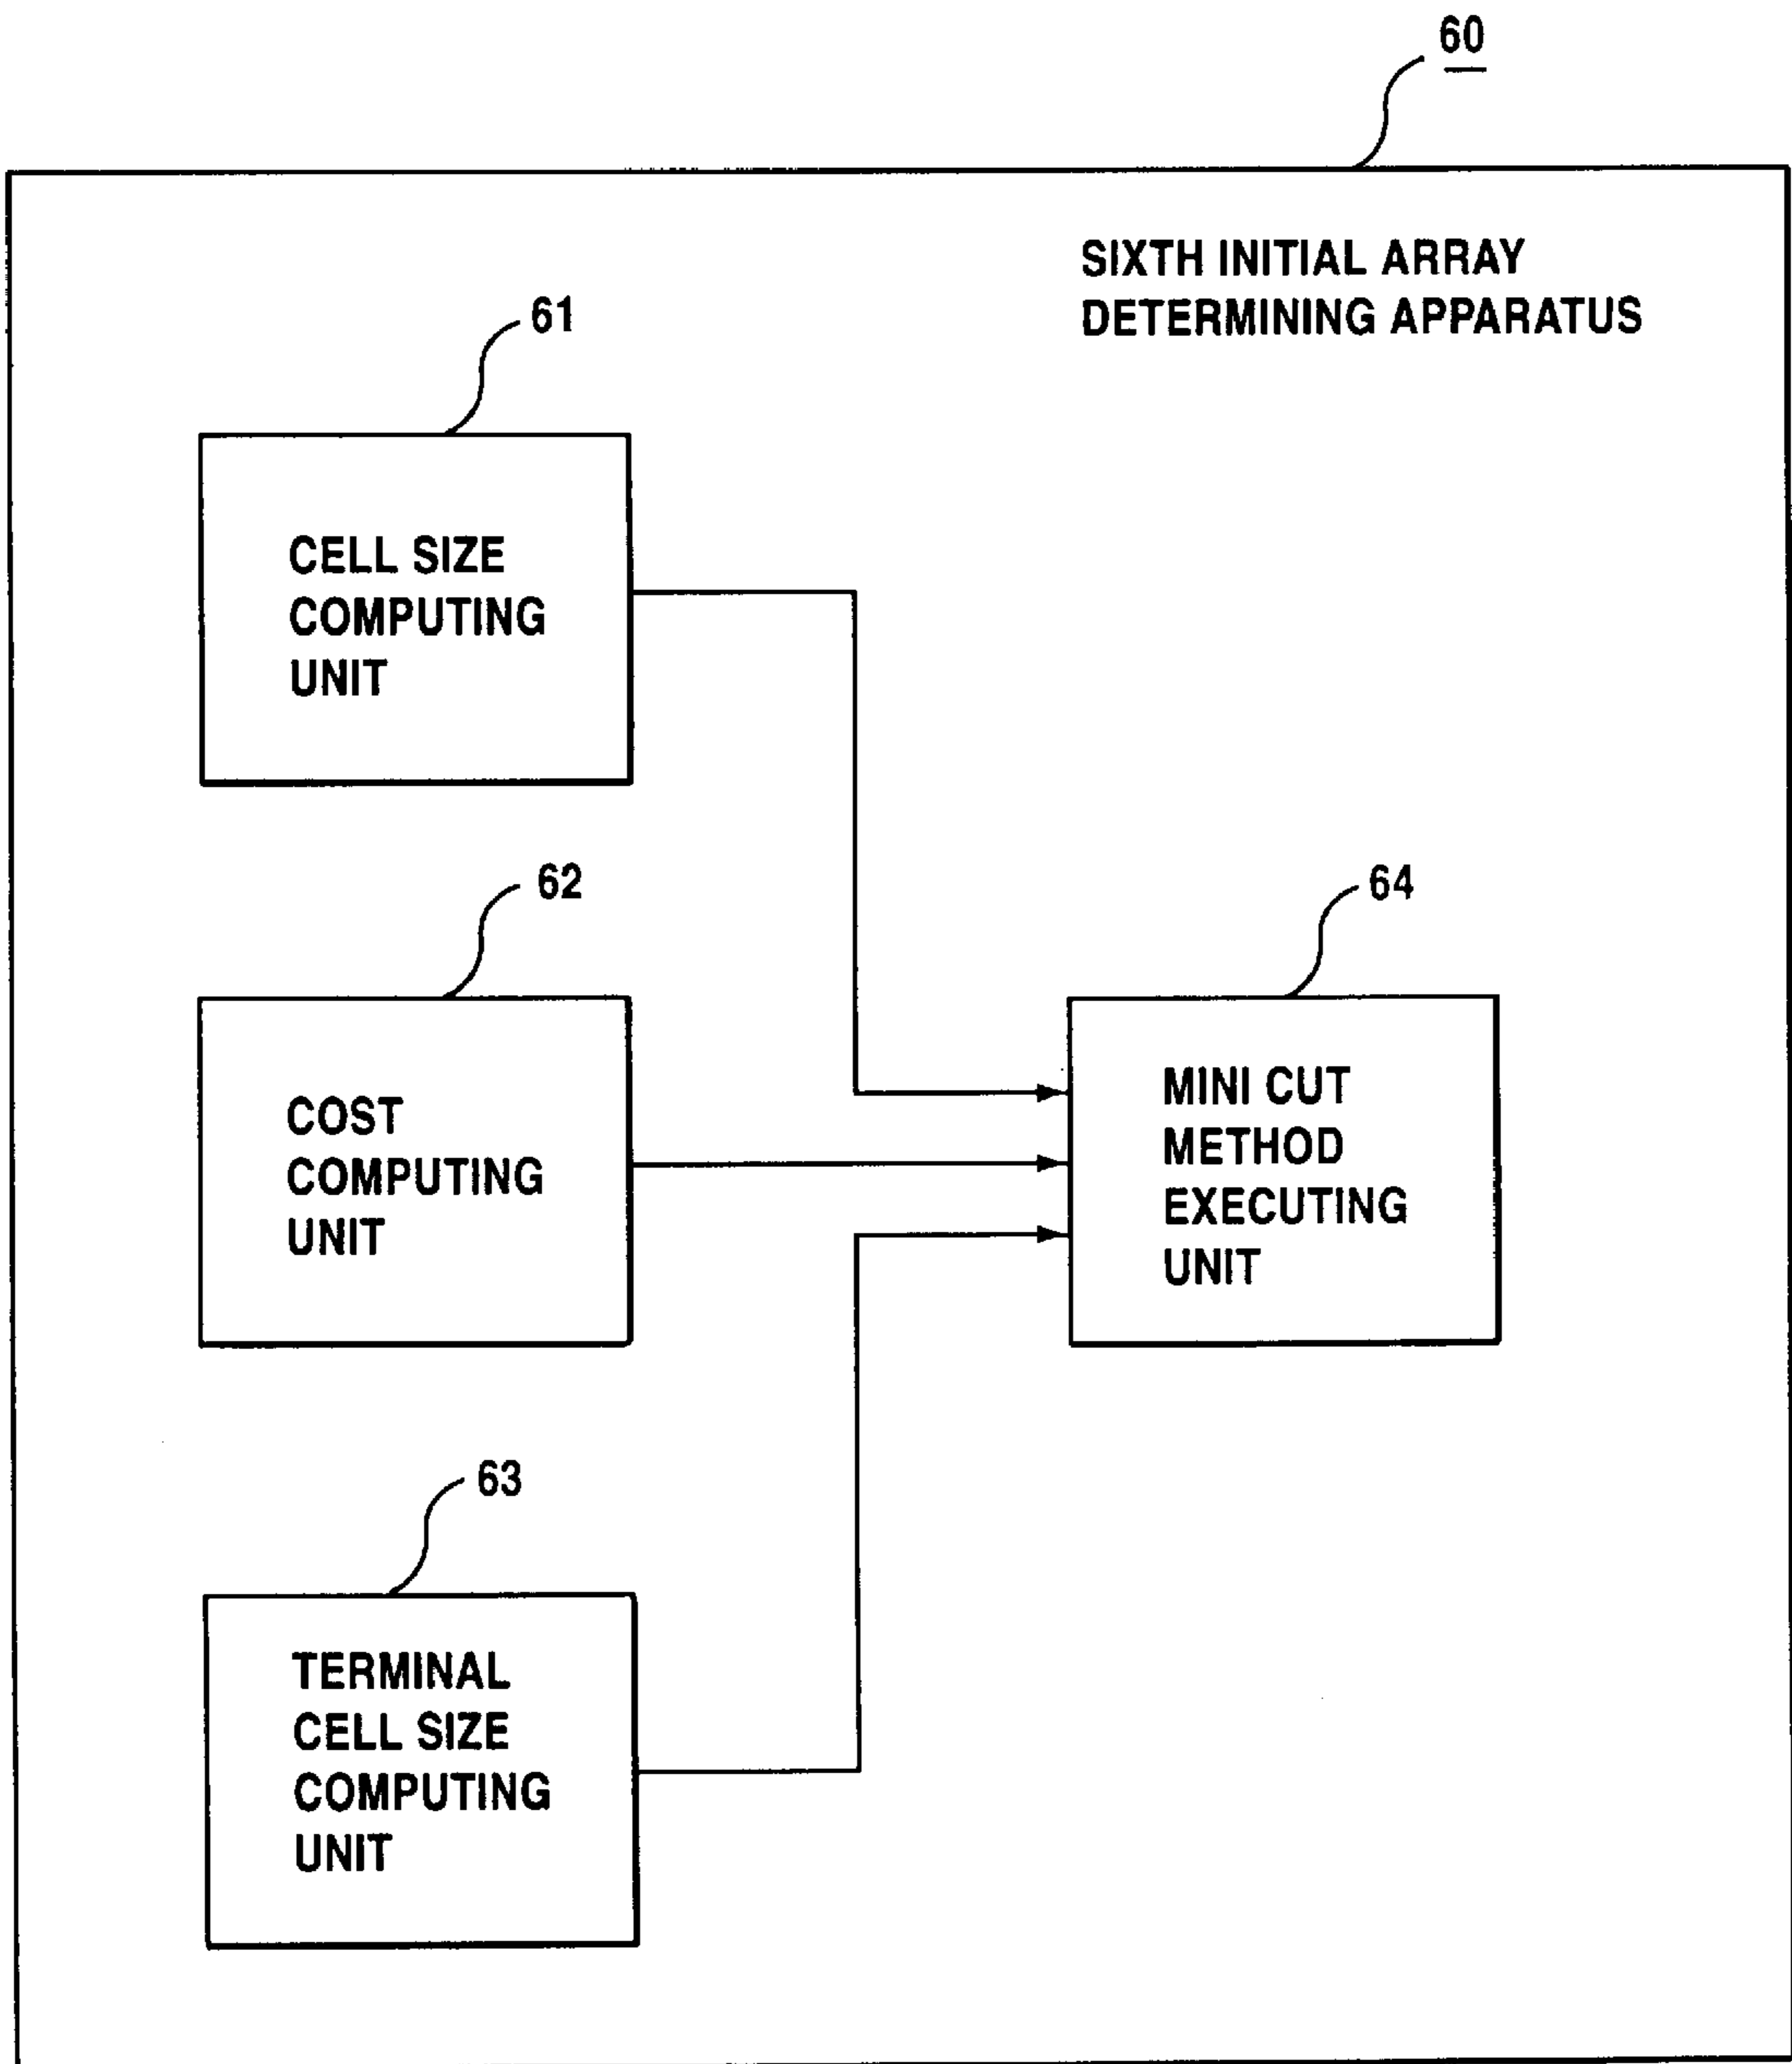 60
SIXTH INITIAL ARRAY
DETERMINING APPARATUS
61
CELL SIZE
COMPUTING
UNIT
62
COST
COMPUTING
UNIT
64
MINI CUT
METHOD
EXECUTING
UNIT
63
TERMINAL
CELL SIZE
COMPUTING
UNIT